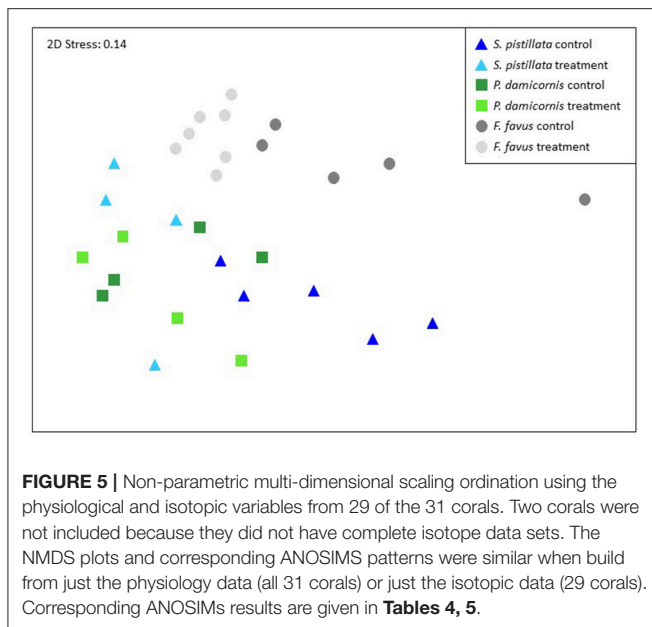 2D Stress: 0.14
S. pistillata control
S. pistillata treatment
P. damicornis control
P. damicornis treatment
F. favus control
F. favus treatment
FIGURE 5 | Non-parametric multi-dimensional scaling ordination using the
physiological and isotopic variables from 29 of the 31 corals. Two corals were
not included because they did not have complete isotope data sets. The
NMDS plots and corresponding ANOSIMS patterns were similar when build
from just the physiology data (all 31 corals) or just the isotopic data (29 corals).
Corresponding ANOSIMs results are given in Tables 4, 5.